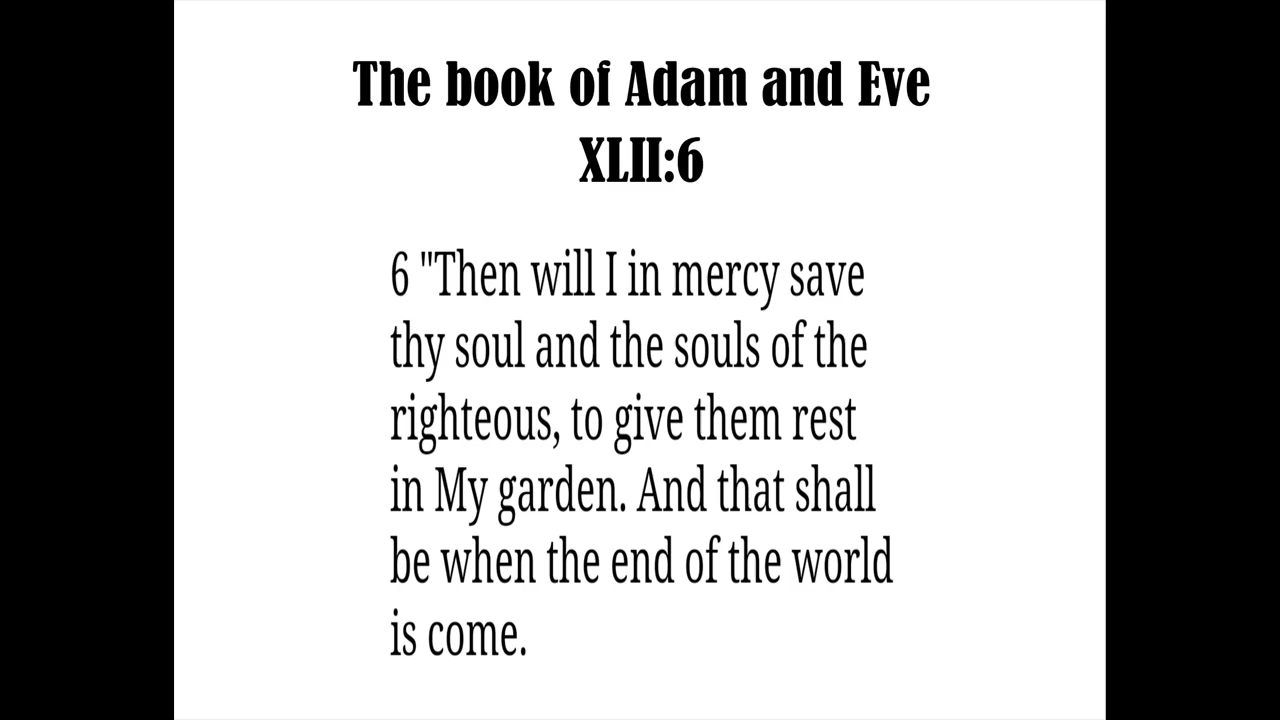 The book of Adam and Eve
XLII:6
6 "Then will I in mercy save
thy soul and the souls of the
righteous, to give them rest
in My garden. And that shall
be when the end of the world
is come.